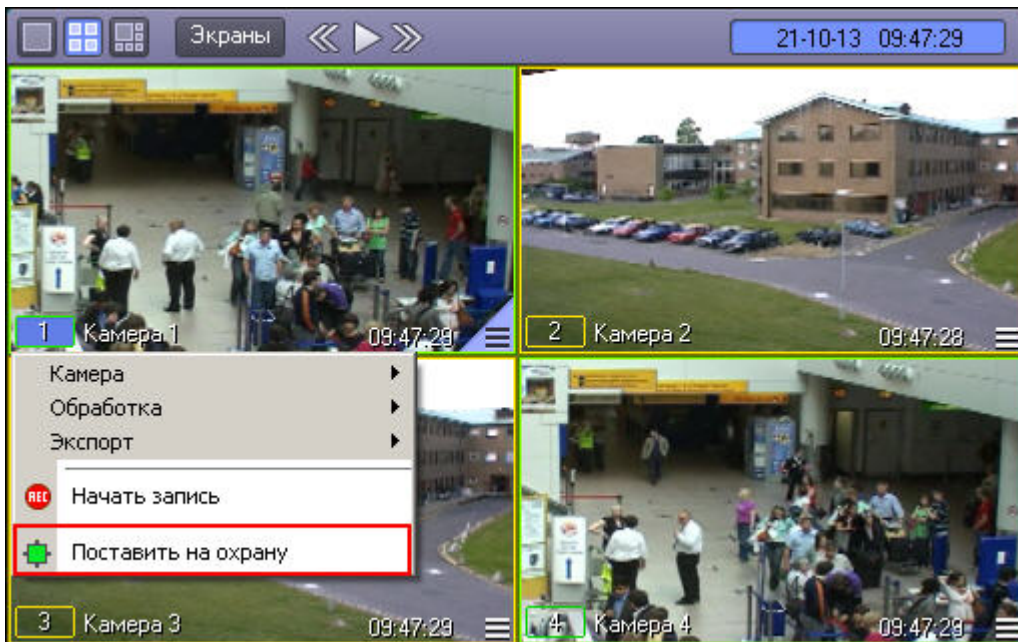 Экраны
21-10-13 09:47:29
1 Камера 1 09:47:29
2 Камера 2 09:47:28
Камера
Обработка
Экспорт
REC Начать запись
Поставить на охрану
3 Камера 3 09:47:29
4 Камера 4 09:47:29